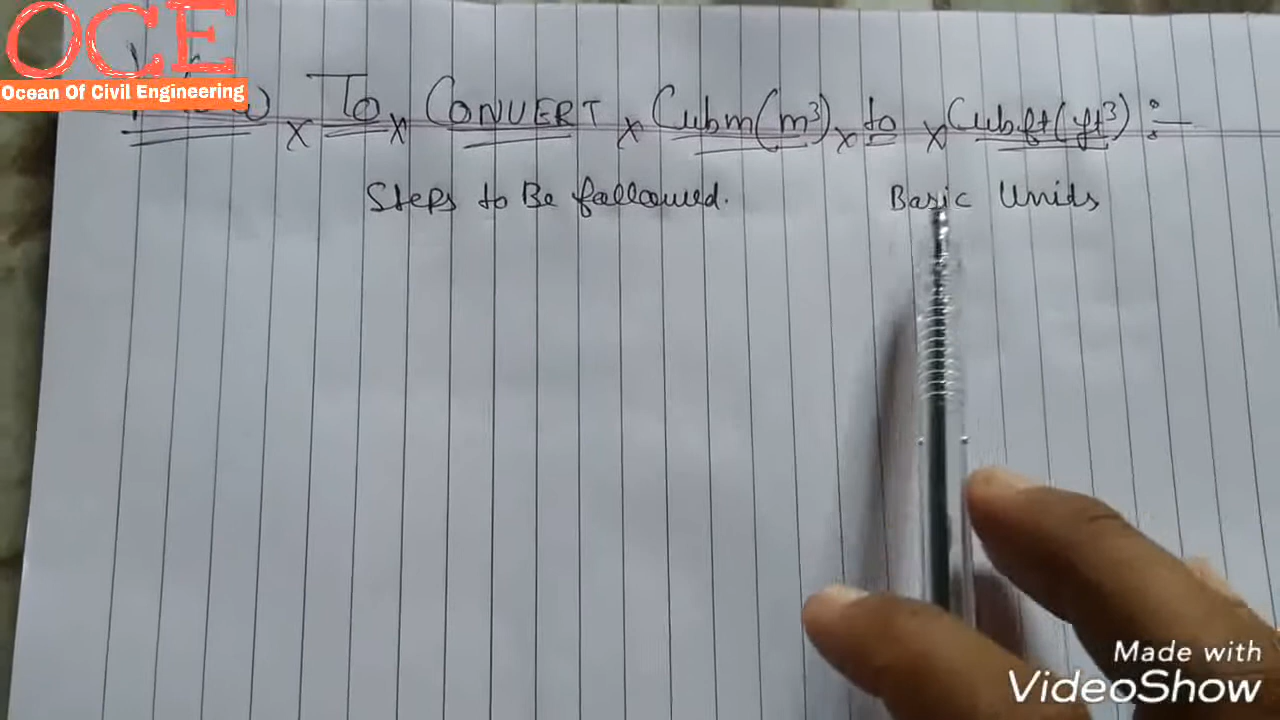 OCE
Ocean Of Civil Engineering
To x CONVERT x Cubm(m³) x to x Cubft(ft³) :-
Steps to Be followed.
Basic Units
Made with
VideoShow